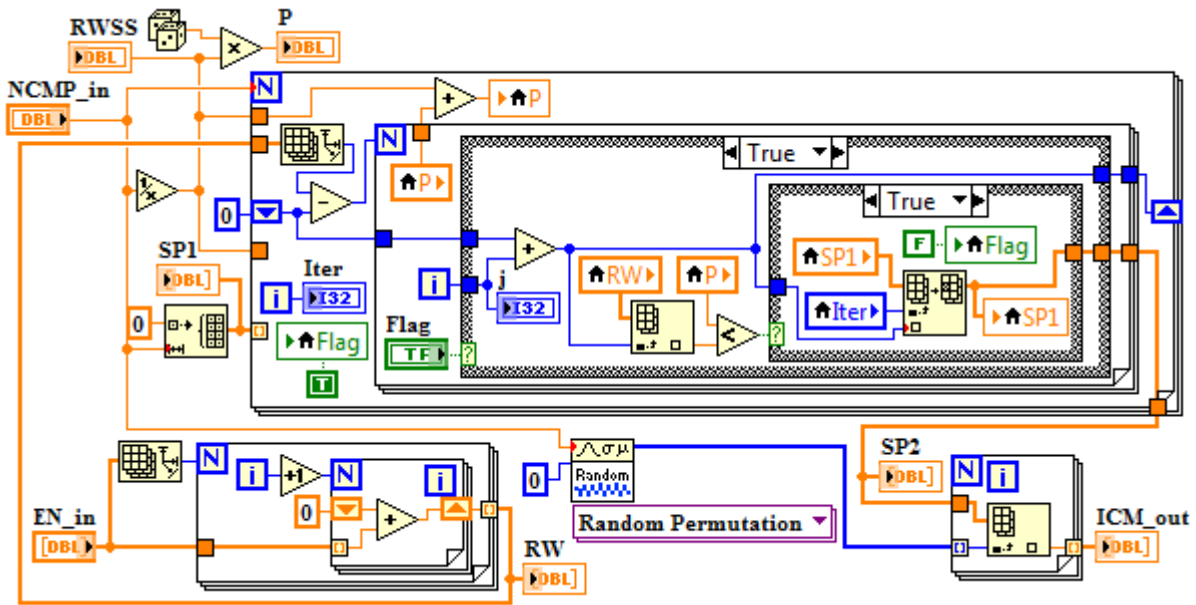 RWSS
P
DBL
DBL
x
NCMP_in
DBL
N
+
P
N
True
P
1/x
-
0
True
F
Flag
SP1
DBL]
+
SP1
Iter
RW
P
i
I32
i
j
I32
Iter
SP1
0
Flag
Flag
TF
?
<
?
T
SP2
DBL]
N
i
N
i
+1
N
i
0
Random
Random Permutation
EN_in
[DBL
0
+
RW
DBL]
ICM_out
DBL]